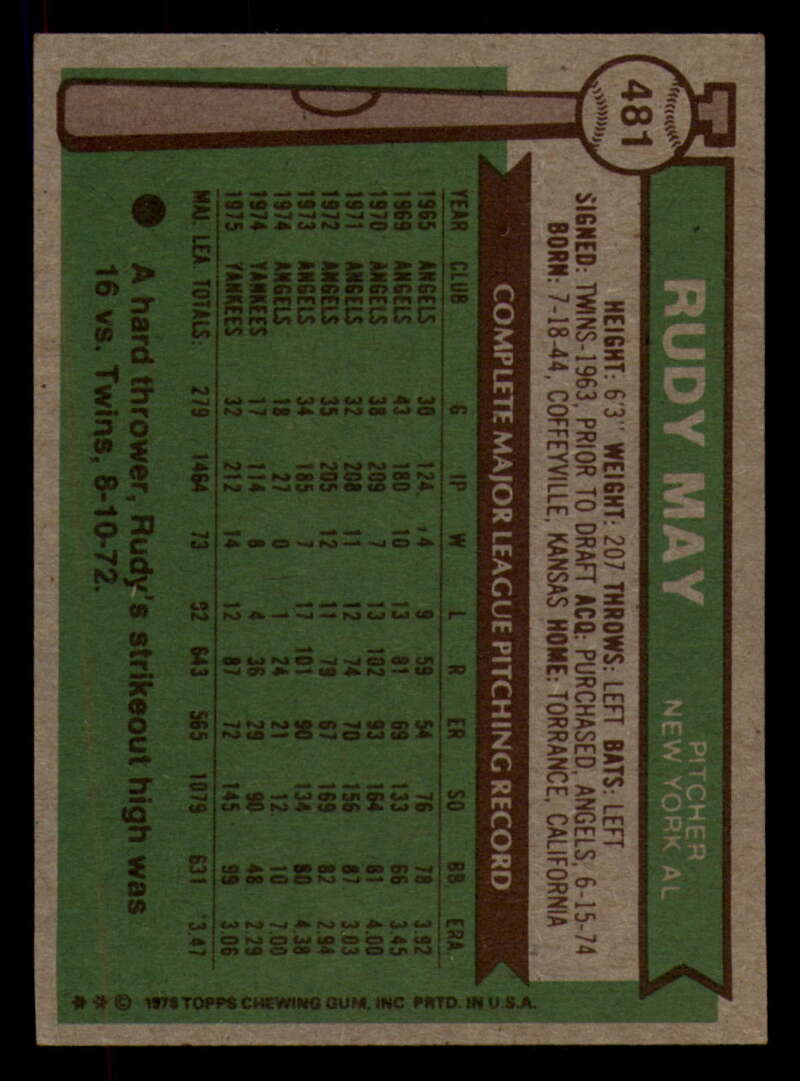 481
RUDY MAY
PITCHER
NEW YORK AL
HEIGHT: 6'3" WEIGHT: 207 THROWS: LEFT BATS: LEFT
SIGNED: TWINS-1963, PRIOR TO DRAFT ACQ: PURCHASED, ANGELS, 6-15-74
BORN: 7-18-44, COFFEYVILLE, KANSAS HOME: TORRANCE, CALIFORNIA
COMPLETE MAJOR LEAGUE PITCHING RECORD
YEAR CLUB G IP W L R ER SO BB ERA
1965 ANGELS 30 124 4 9 59 54 76 78 3.92
1969 ANGELS 43 180 10 13 81 69 133 66 3.45
1970 ANGELS 38 209 7 13 102 93 164 81 4.00
1971 ANGELS 32 208 11 12 74 70 156 87 3.03
1972 ANGELS 35 205 12 11 79 67 169 82 2.94
1973 ANGELS 34 185 7 17 101 90 134 80 4.38
1974 ANGELS 18 27 0 1 24 21 12 10 7.00
1974 YANKEES 17 114 8 4 36 29 90 48 2.29
1975 YANKEES 32 212 14 12 87 72 145 99 3.06
MAJ. LEA. TOTALS: 279 1464 73 92 643 565 1079 631 3.47
A hard thrower, Rudy's strikeout high was
16 vs. Twins, 8-10-72.
** © 1976 TOPPS CHEWING GUM, INC. PRTD. IN U.S.A.